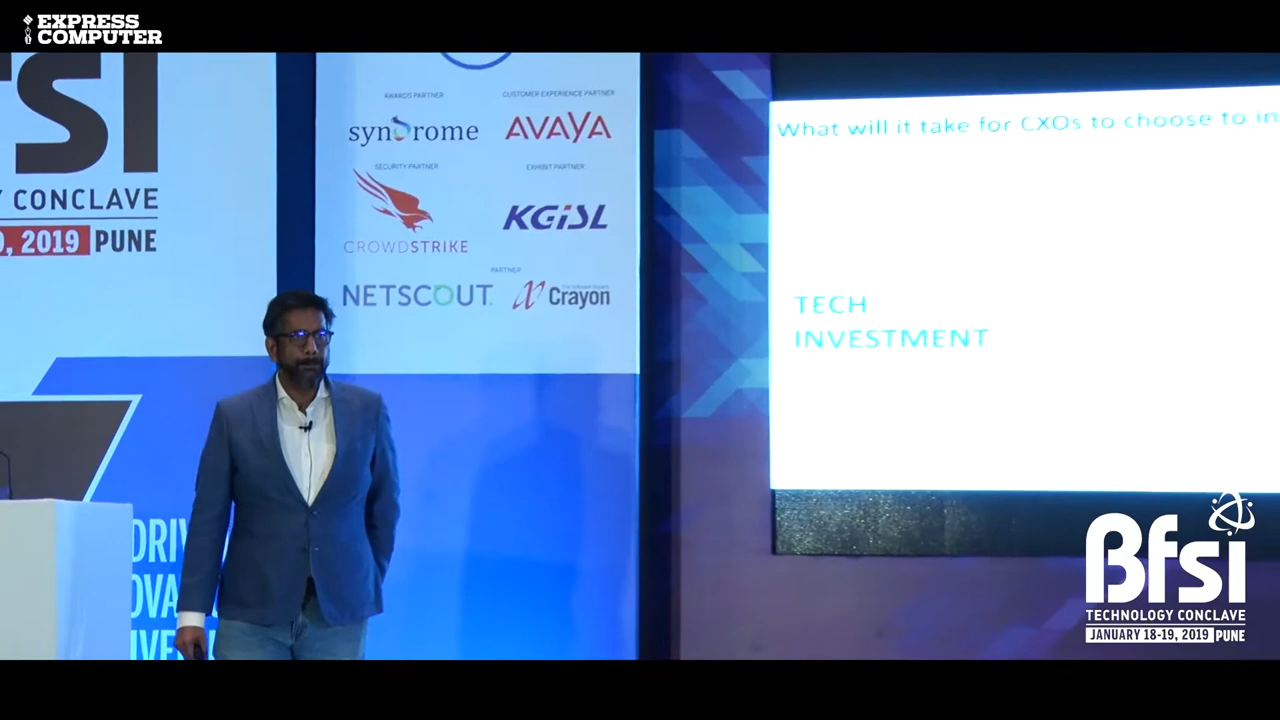 EXPRESS
COMPUTER
fsi
Y CONCLAVE
, 2019 PUNE
AWARDS PARTNER
CUSTOMER EXPERIENCE PARTNER
synDrome
AVAYA
SECURITY PARTNER
EXHIBIT PARTNER
CROWDSTRIKE
KGiSL
PARTNER
NETSCOUT.
Crayon
DRIV
OVA
IVE
What will it take for CXOs to choose to in
TECH
INVESTMENT
Bfsi
TECHNOLOGY CONCLAVE
JANUARY 18-19, 2019 PUNE